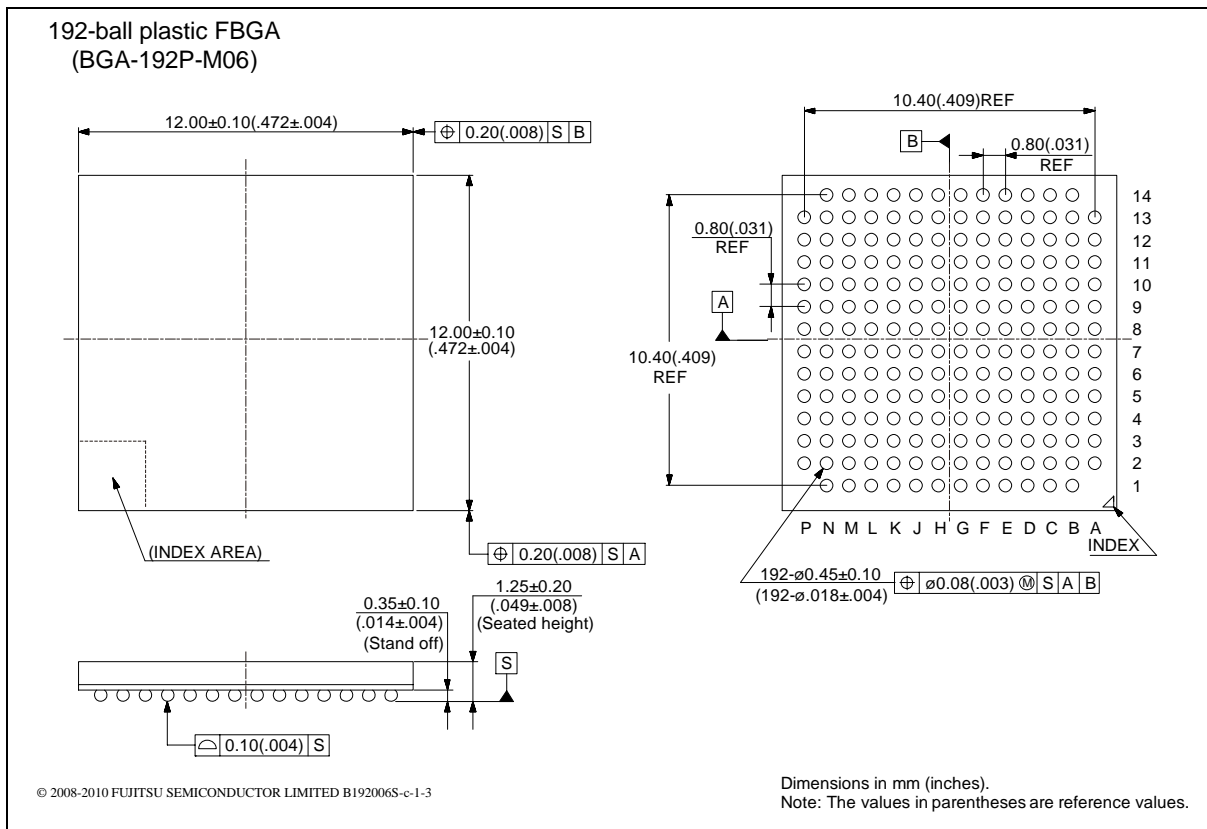 192-ball plastic FBGA
(BGA-192P-M06)
12.00±0.10(.472±.004)
⌖ 0.20(.008) S B
12.00±0.10
(.472±.004)
(INDEX AREA)
⌖ 0.20(.008) S A
10.40(.409)REF
B
0.80(.031)
REF
0.80(.031)
REF
A
10.40(.409)
REF
14
13
12
11
10
9
8
7
6
5
4
3
2
1
P N M L K J H G F E D C B A
INDEX
192-ø0.45±0.10
(192-ø.018±.004)
⌖ ø0.08(.003) Ⓜ S A B
0.35±0.10
(.014±.004)
(Stand off)
1.25±0.20
(.049±.008)
(Seated height)
S
⌓ 0.10(.004) S
© 2008-2010 FUJITSU SEMICONDUCTOR LIMITED B192006S-c-1-3
Dimensions in mm (inches).
Note: The values in parentheses are reference values.